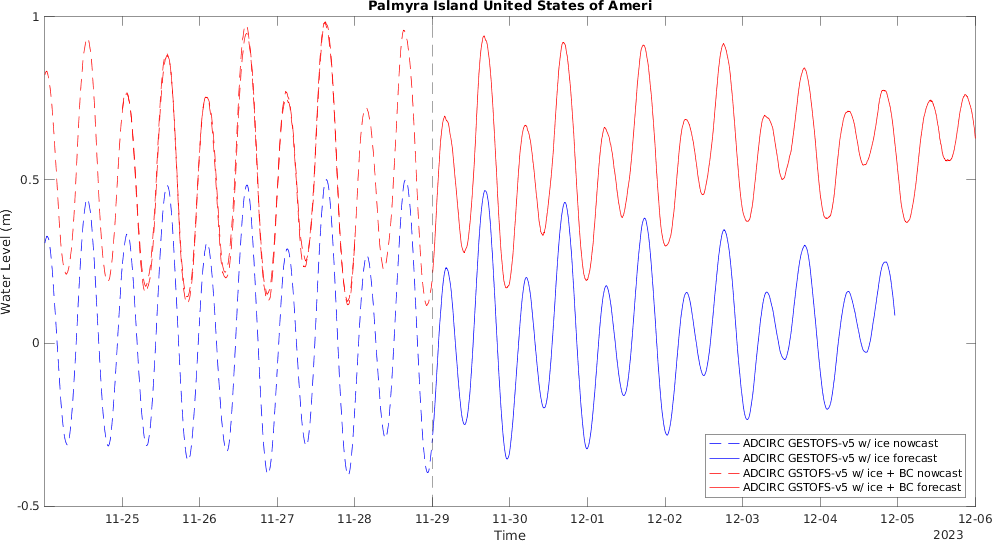 Palmyra Island United States of Ameri
Water Level (m)
1
0.5
0
-0.5
ADCIRC GESTOFS-v5 w/ ice nowcast
ADCIRC GESTOFS-v5 w/ ice forecast
ADCIRC GSTOFS-v5 w/ ice + BC nowcast
ADCIRC GSTOFS-v5 w/ ice + BC forecast
11-25 11-26 11-27 11-28 11-29 11-30 12-01 12-02 12-03 12-04 12-05 12-06
Time
2023